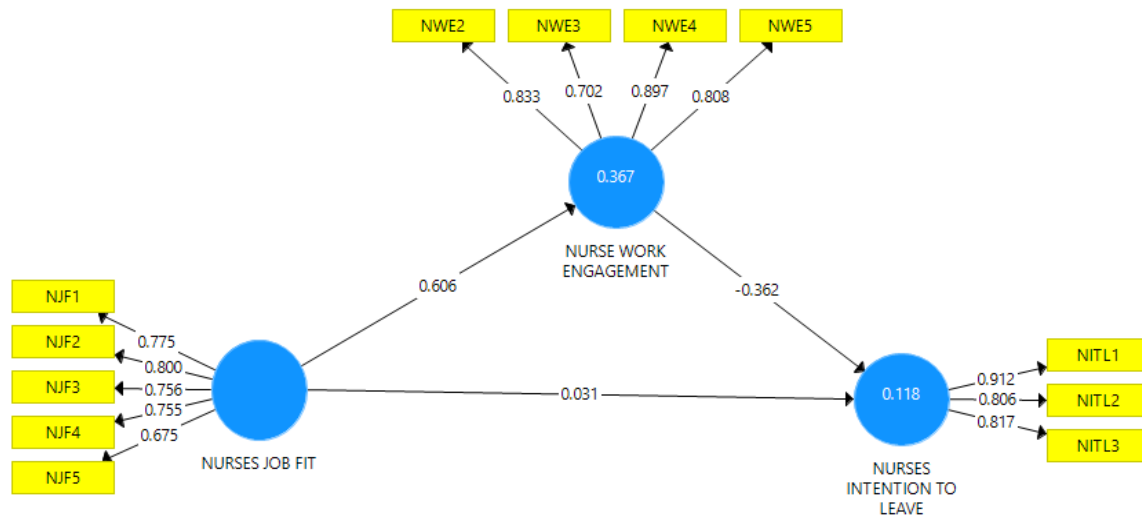 NWE2 NWE3 NWE4 NWE5
0.833 0.702 0.897 0.808
0.367
NURSE WORK
ENGAGEMENT
0.606
-0.362
NJF1
NJF2
NJF3
NJF4
NJF5
0.775
0.800
0.756
0.755
0.675
NURSES JOB FIT
0.031
0.118
NURSES
INTENTION TO
LEAVE
0.912
0.806
0.817
NITL1
NITL2
NITL3